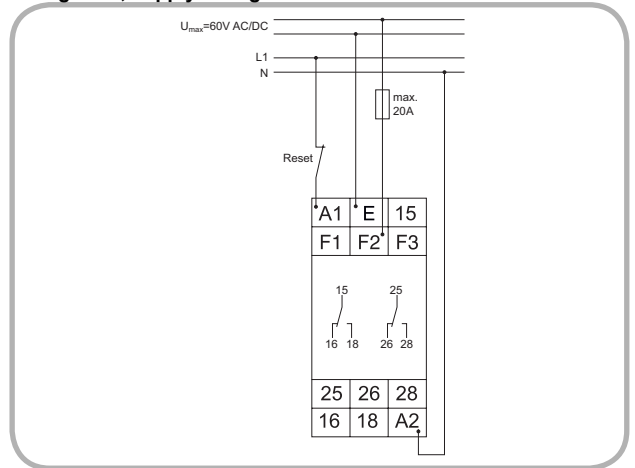 Umax=60V AC/DC
L1
N
max.
20A
Reset
A1 E 15
F1 F2 F3
15 25
16 18 26 28
25 26 28
16 18 A2